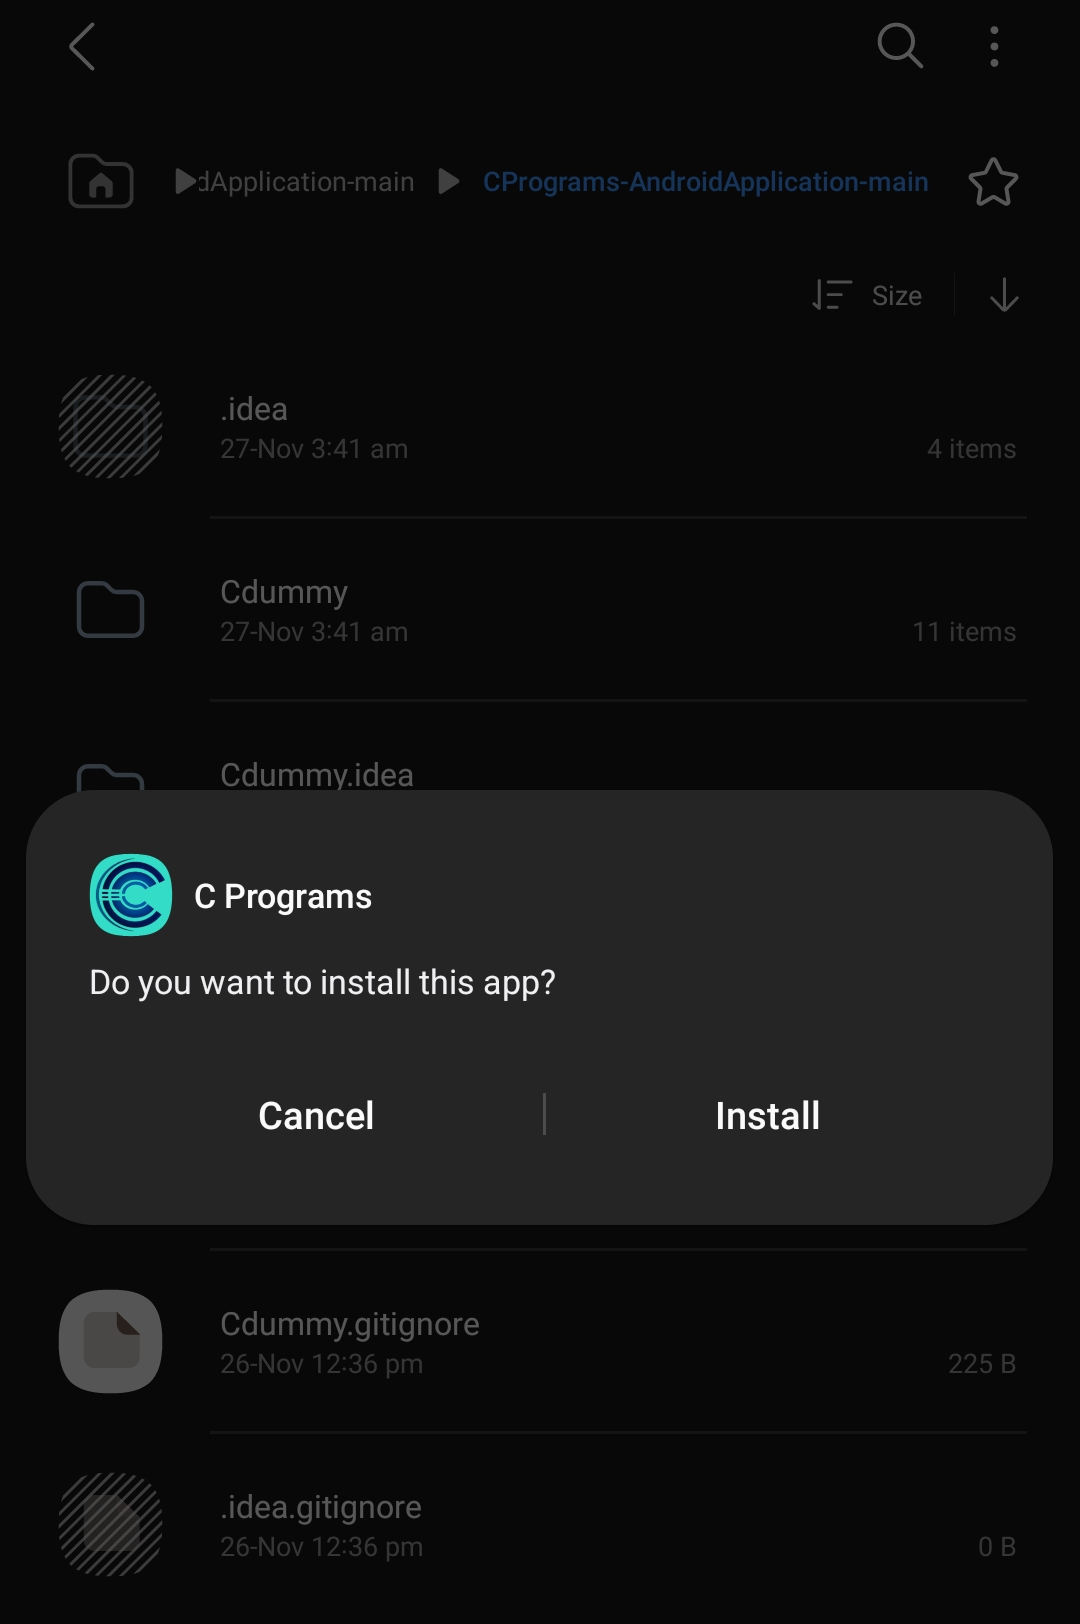 dApplication-main CPrograms-AndroidApplication-main
Size
.idea
27-Nov 3:41 am 4 items
Cdummy
27-Nov 3:41 am 11 items
Cdummy.idea
C Programs
Do you want to install this app?
Cancel Install
Cdummy.gitignore
26-Nov 12:36 pm 225 B
.idea.gitignore
26-Nov 12:36 pm 0 B